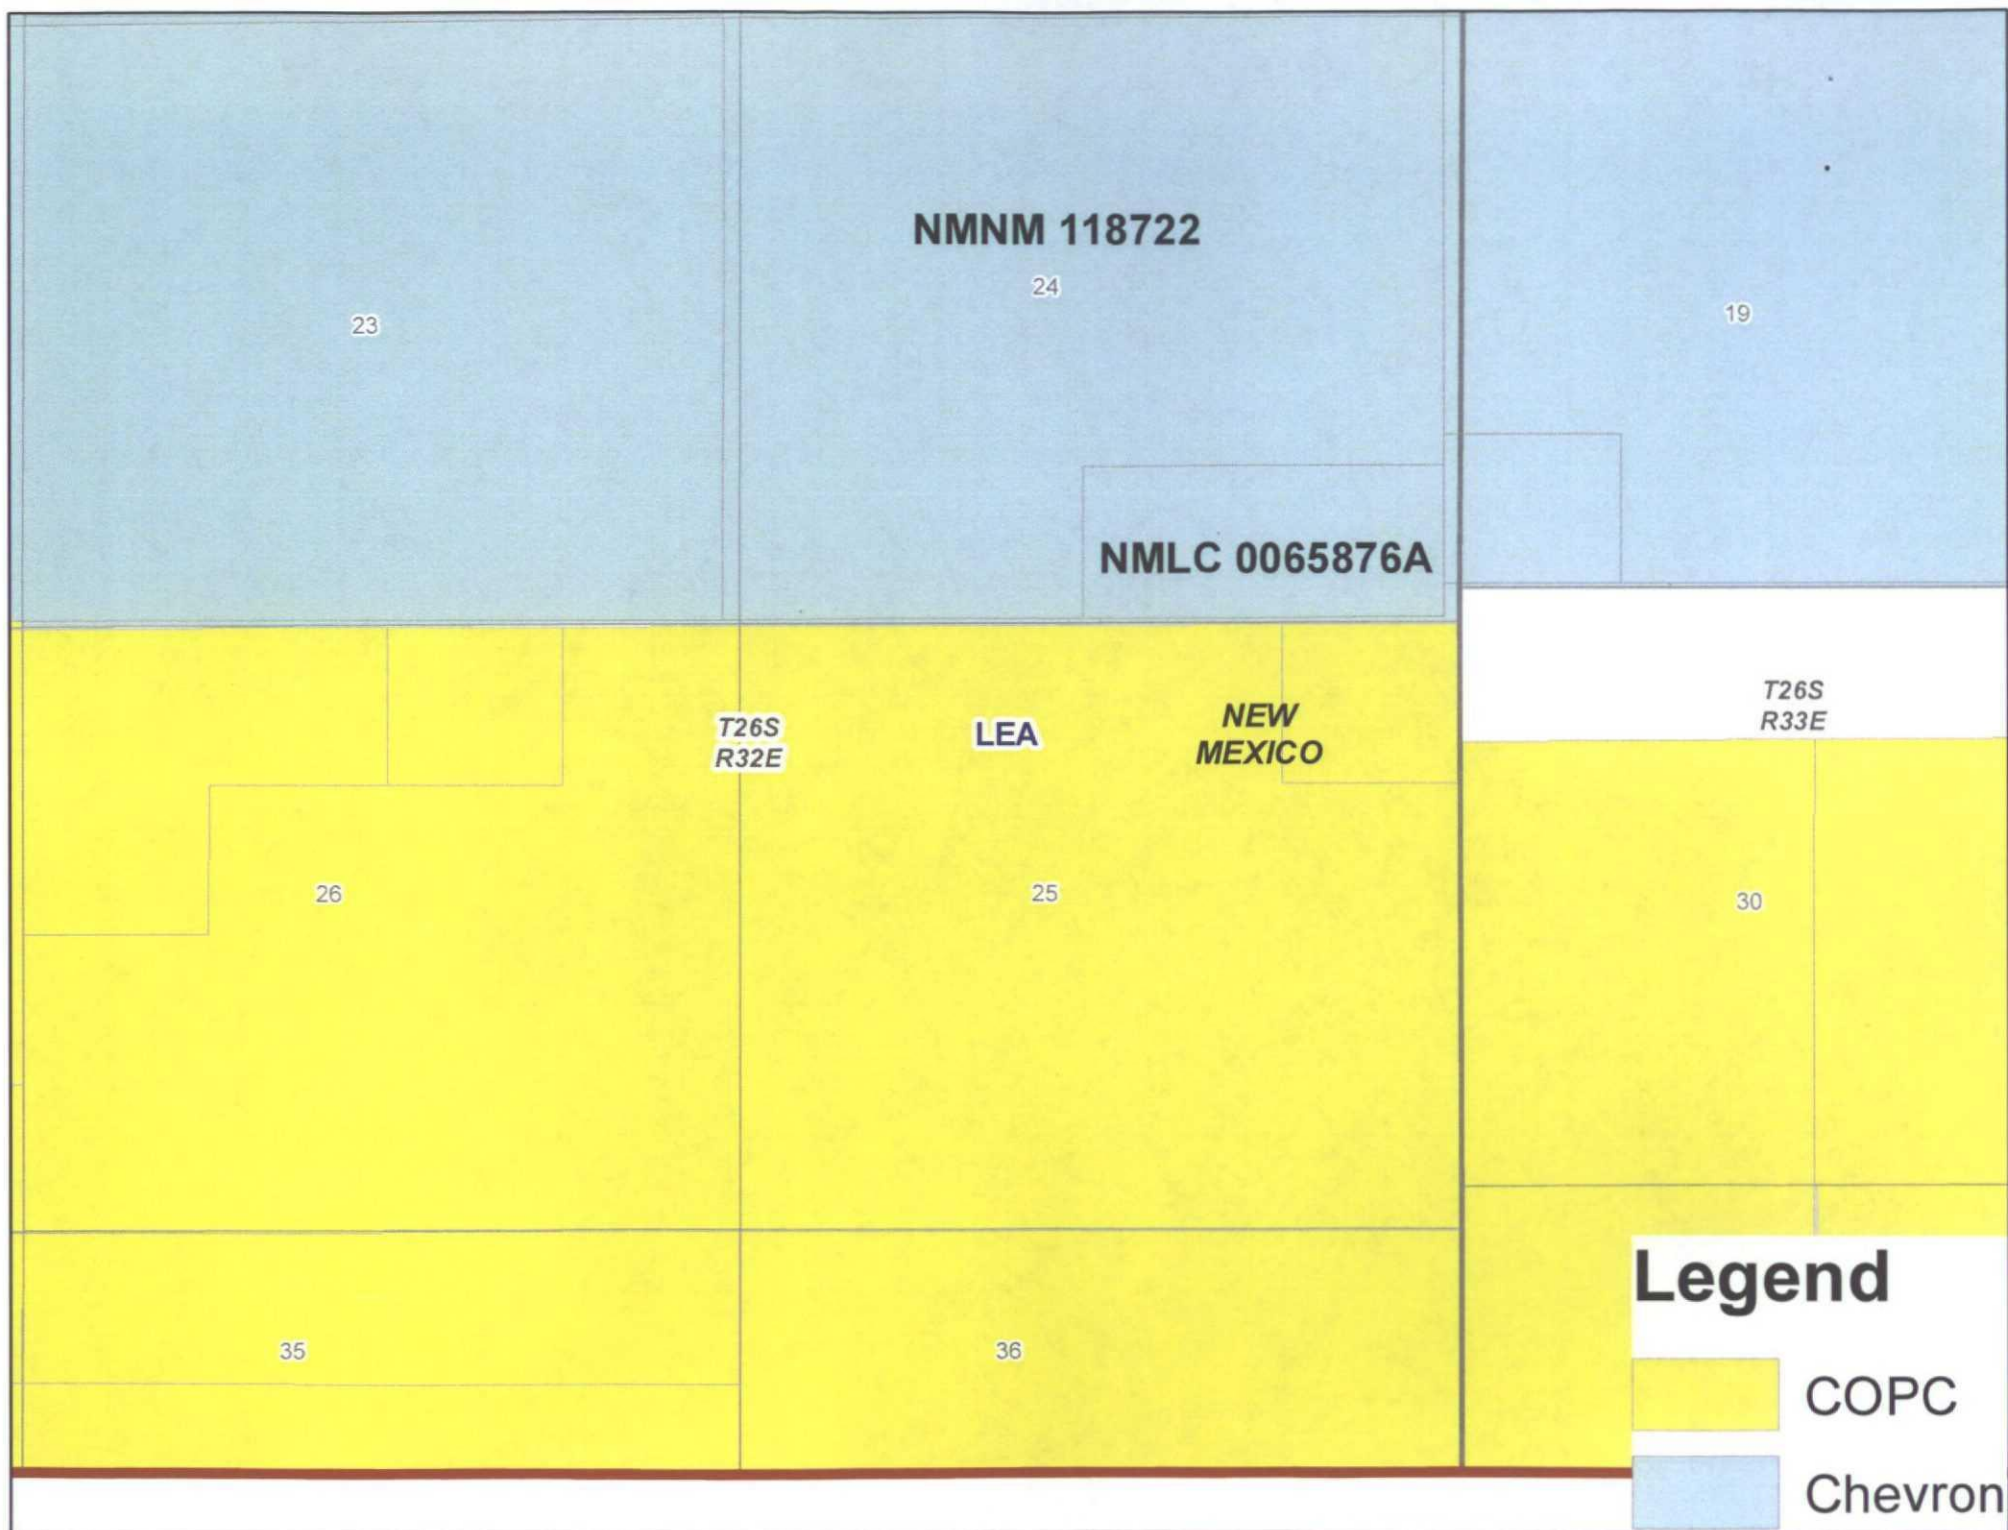 NMNM 118722
24
23
19
NMLC 0065876A
T26S
R32E
LEA
NEW
MEXICO
T26S
R33E
26
25
30
35
36
Legend
COPC
Chevron